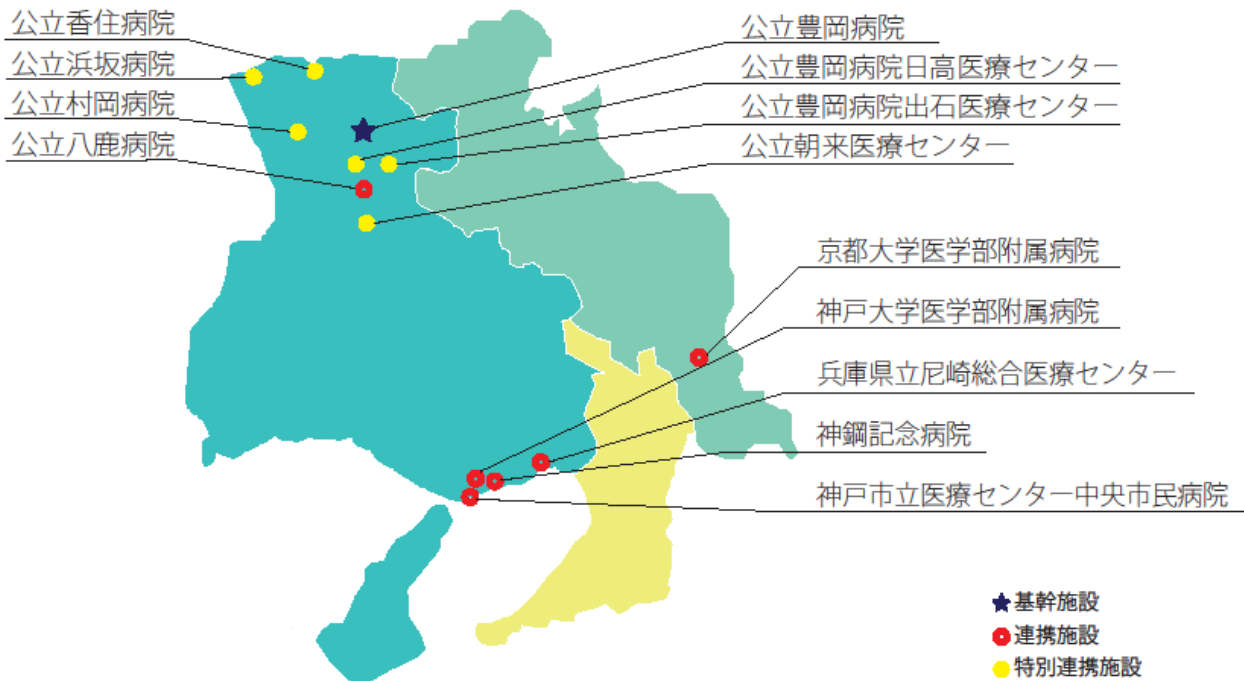 公立香住病院
公立浜坂病院
公立村岡病院
公立八鹿病院
公立豊岡病院
公立豊岡病院日高医療センター
公立豊岡病院出石医療センター
公立朝来医療センター
京都大学医学部附属病院
神戸大学医学部附属病院
兵庫県立尼崎総合医療センター
神鋼記念病院
神戸市立医療センター中央市民病院
基幹施設
連携施設
特別連携施設